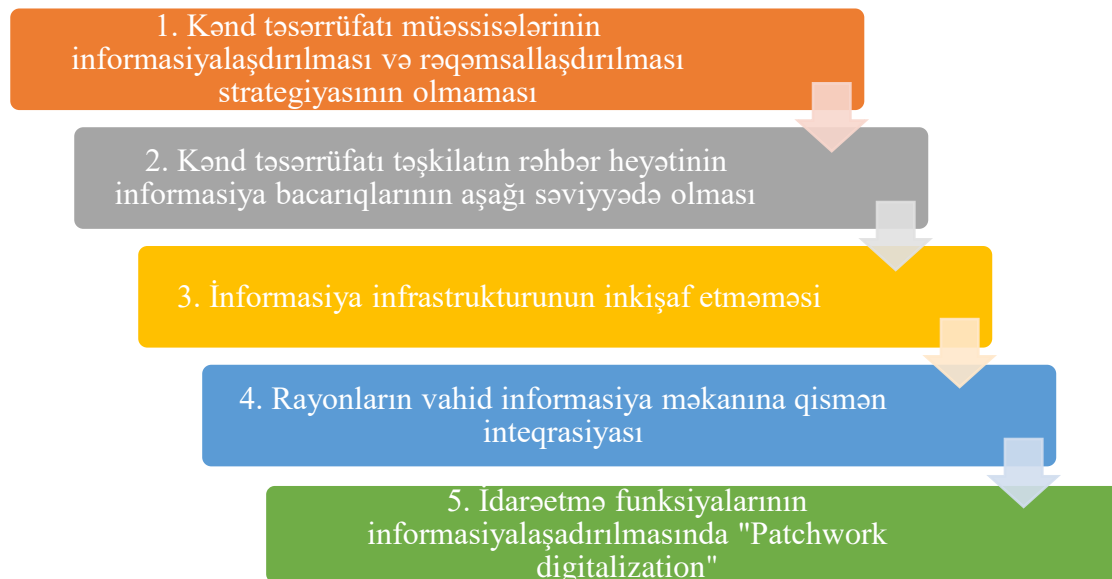 1. Kənd təsərrüfatı müəssisələrinin
informasiyalaşdırılması və rəqəmsallaşdırılması
strategiyasının olmaması
2. Kənd təsərrüfatı təşkilatın rəhbər heyətinin
informasiya bacarıqlarının aşağı səviyyədə olması
3. İnformasiya infrastrukturunun inkişaf etməməsi
4. Rayonların vahid informasiya məkanına qismən
inteqrasiyası
5. İdarəetmə funksiyalarının
informasiyalaşadırılmasında "Patchwork
digitalization"